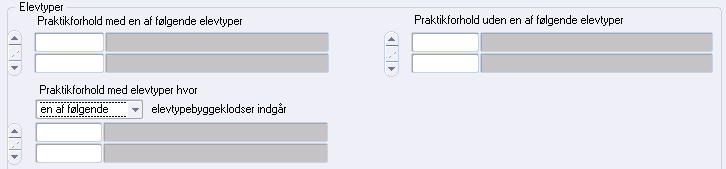 Elevtyper
Praktikforhold med en af følgende elevtyper
Praktikforhold uden en af følgende elevtyper
Praktikforhold med elevtyper hvor
en af følgende elevtypebyggeklodser indgår